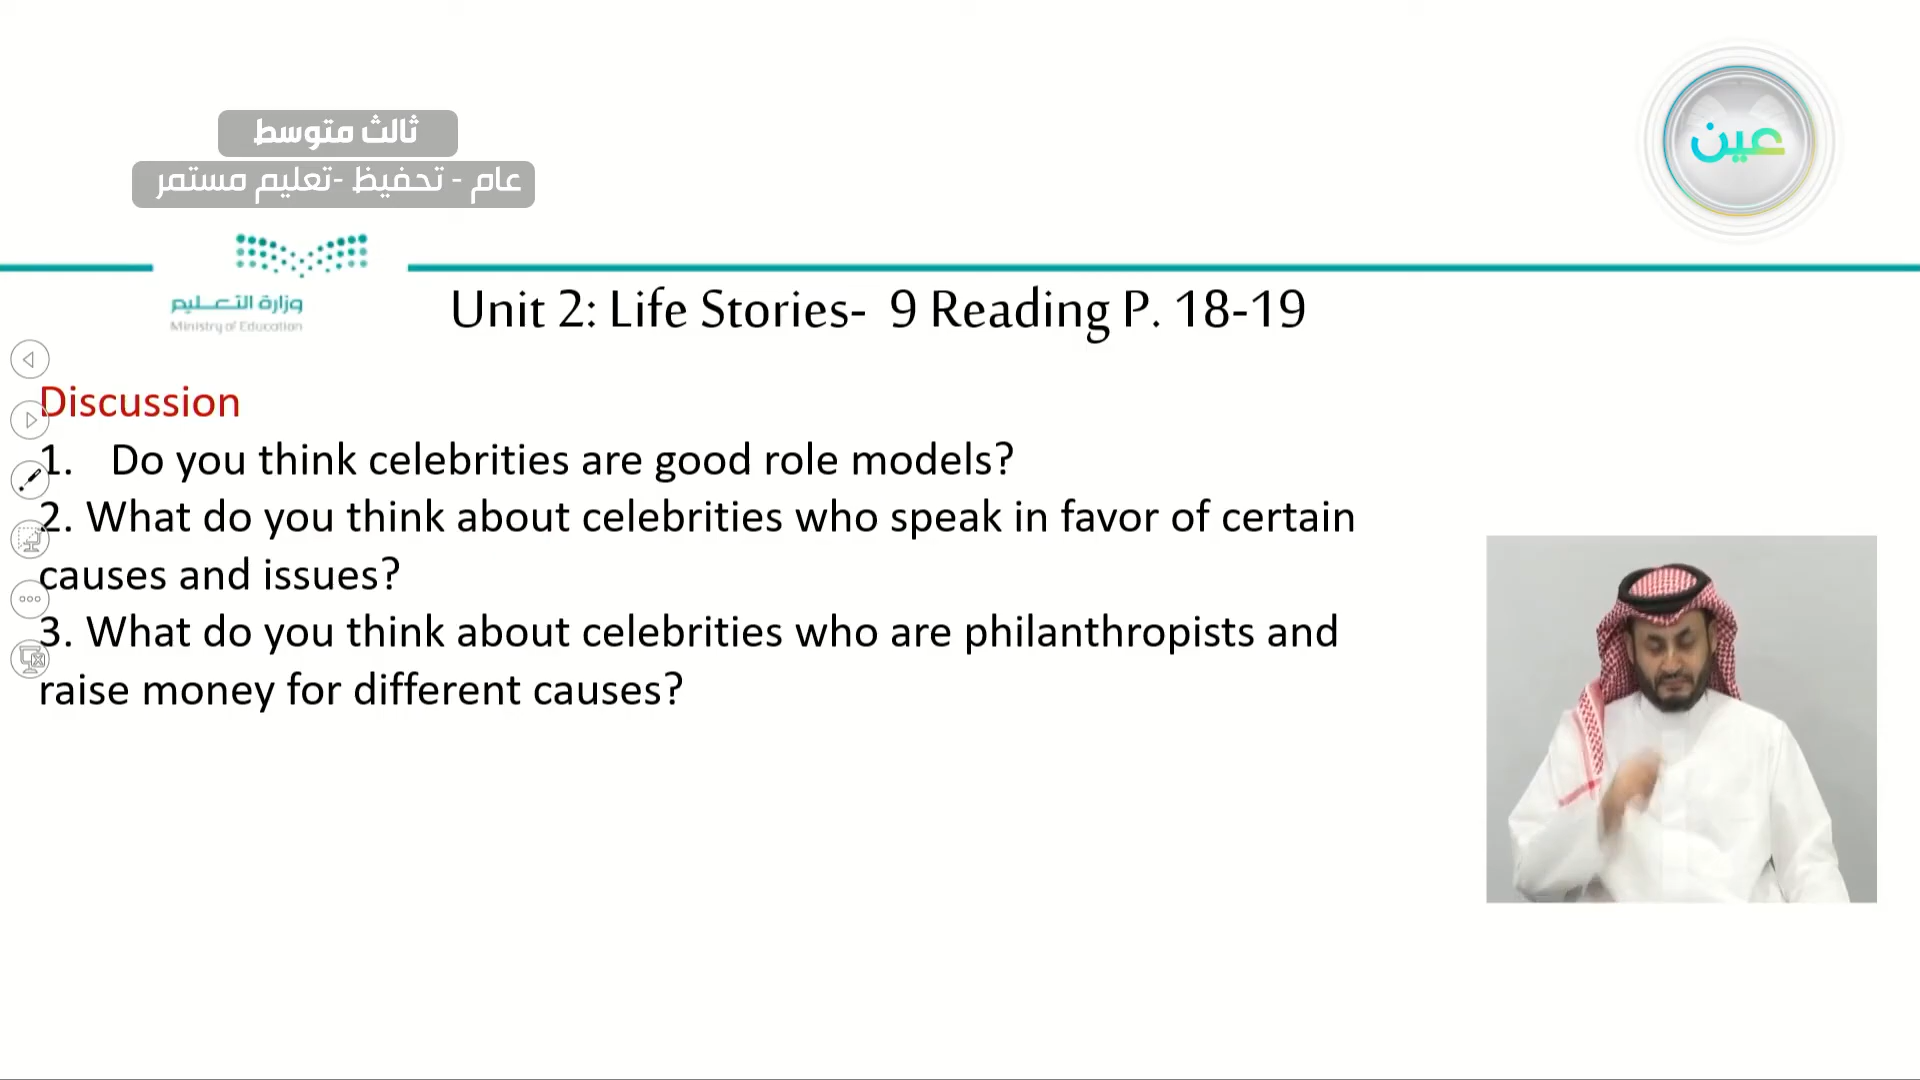 ثالث متوسط
عام - تحفيظ -تعليم مستمر
عين
وزارة التعليم
Ministry of Education
Unit 2: Life Stories-  9 Reading P. 18-19
Discussion
1.   Do you think celebrities are good role models?
2. What do you think about celebrities who speak in favor of certain
causes and issues?
3. What do you think about celebrities who are philanthropists and
raise money for different causes?